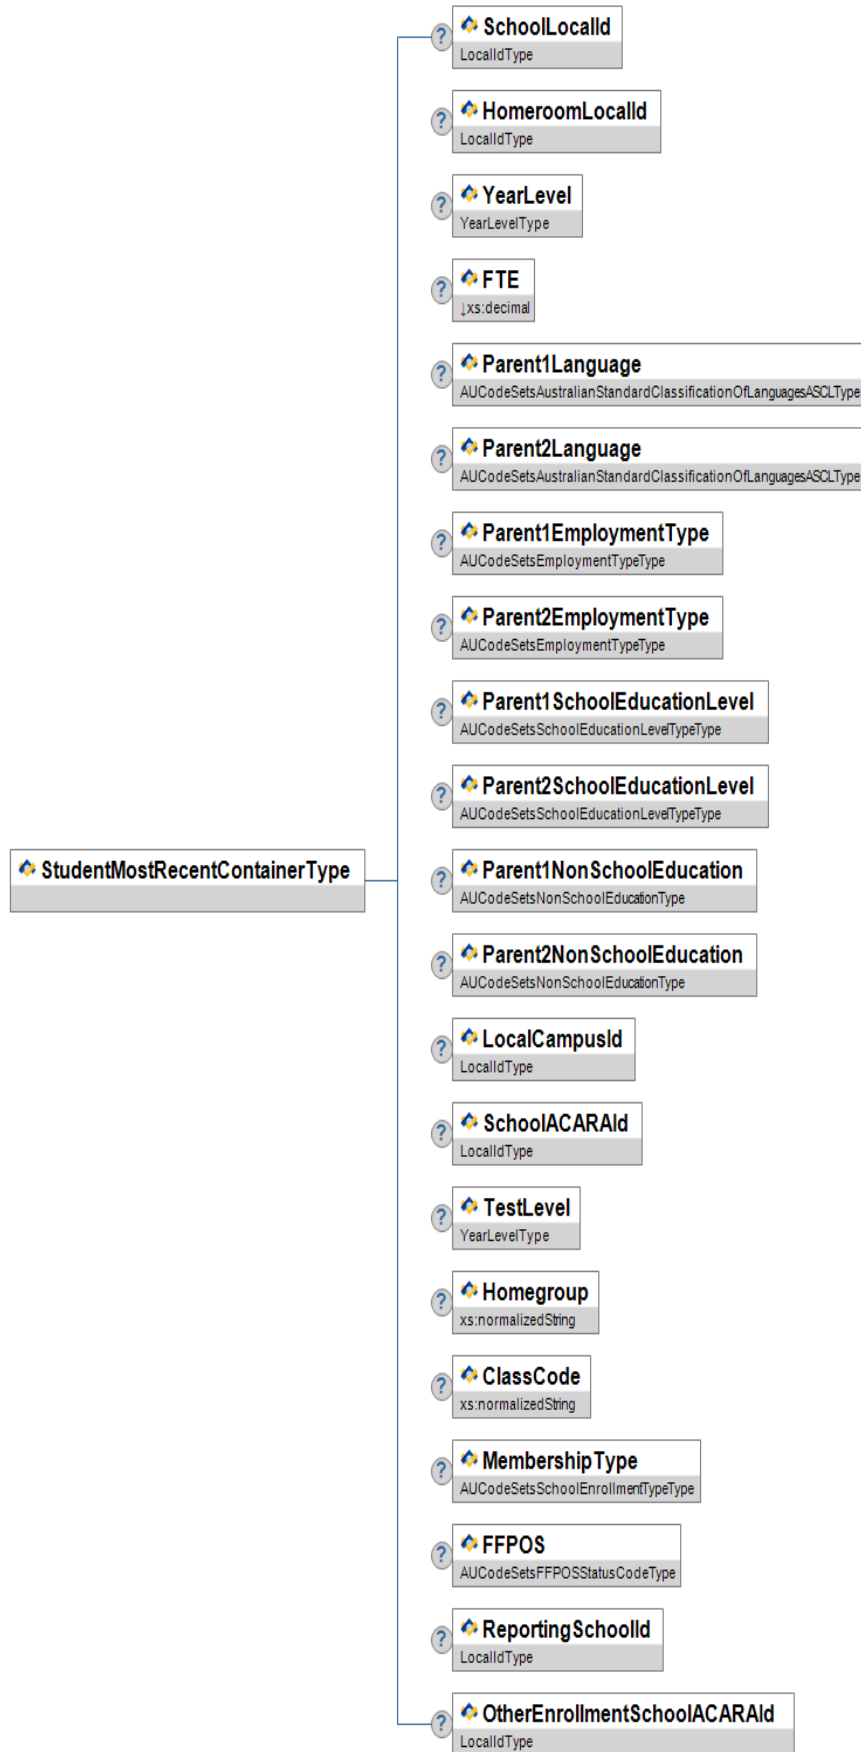 ?
SchoolLocalId
LocalIdType
?
HomeroomLocalId
LocalIdType
?
YearLevel
YearLevelType
?
FTE
↓xs:decimal
?
Parent1Language
AUCodeSetsAustralianStandardClassificationOfLanguagesASCLType
?
Parent2Language
AUCodeSetsAustralianStandardClassificationOfLanguagesASCLType
?
Parent1EmploymentType
AUCodeSetsEmploymentTypeType
?
Parent2EmploymentType
AUCodeSetsEmploymentTypeType
?
Parent1SchoolEducationLevel
AUCodeSetsSchoolEducationLevelTypeType
?
Parent2SchoolEducationLevel
AUCodeSetsSchoolEducationLevelTypeType
StudentMostRecentContainerType
?
Parent1NonSchoolEducation
AUCodeSetsNonSchoolEducationType
?
Parent2NonSchoolEducation
AUCodeSetsNonSchoolEducationType
?
LocalCampusId
LocalIdType
?
SchoolACARAId
LocalIdType
?
TestLevel
YearLevelType
?
Homegroup
xs:normalizedString
?
ClassCode
xs:normalizedString
?
MembershipType
AUCodeSetsSchoolEnrollmentTypeType
?
FFPOS
AUCodeSetsFFPOSStatusCodeType
?
ReportingSchoolId
LocalIdType
?
OtherEnrollmentSchoolACARAId
LocalIdType